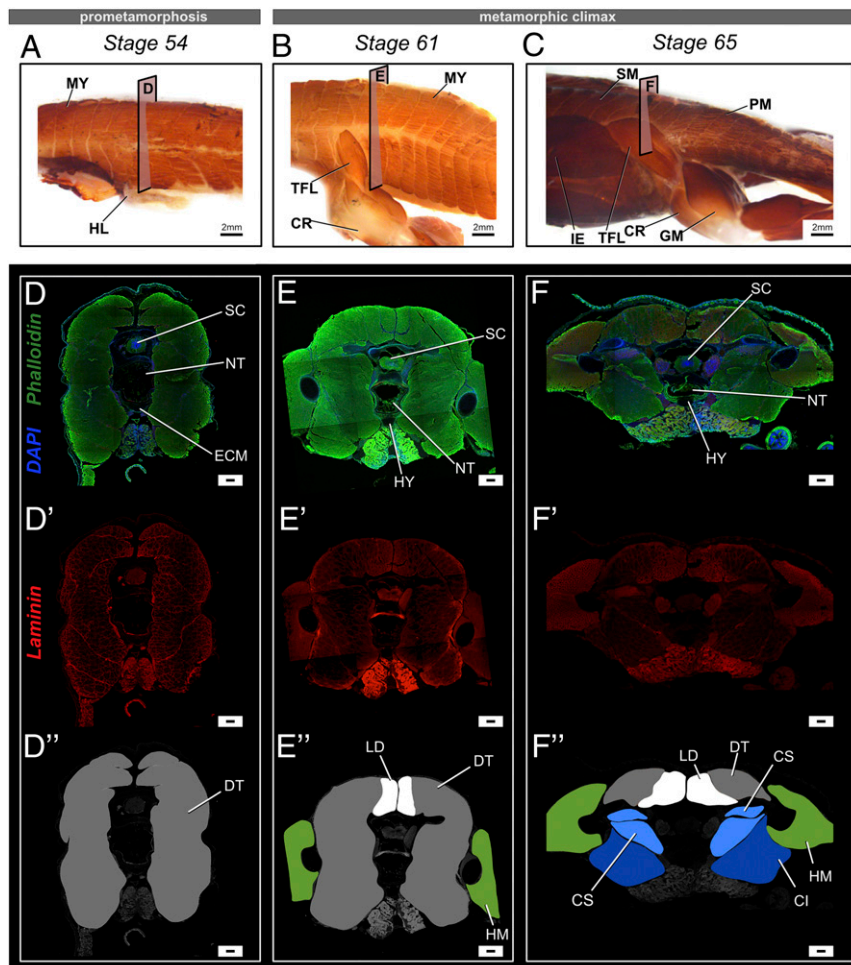 prometamorphosis
metamorphic climax
A
Stage 54
B
Stage 61
C
Stage 65
MY
D
HL
2mm
E
MY
TFL
CR
2mm
SM
F
PM
IE
TFL
CR
GM
2mm
DAPI Phalloidin
D
SC
NT
ECM
E
SC
NT
HY
F
SC
NT
HY
Laminin
D'
E'
F'
D''
DT
E''
LD
DT
HM
F''
LD
DT
CS
CS
CI
HM